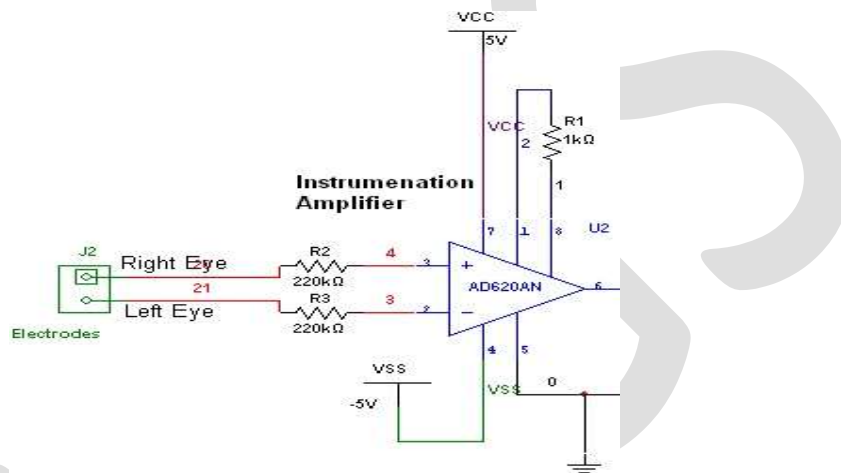 VCC
5V
R1
VCC
2
1kΩ
1
Instrumenation
Amplifier
7
1
8
U2
J2
Right Eye
20
R2
4
3
+
220kΩ
AD620AN
6
21
R3
3
2
−
Left Eye
220kΩ
Electrodes
4
5
VSS
0
VSS
-5V